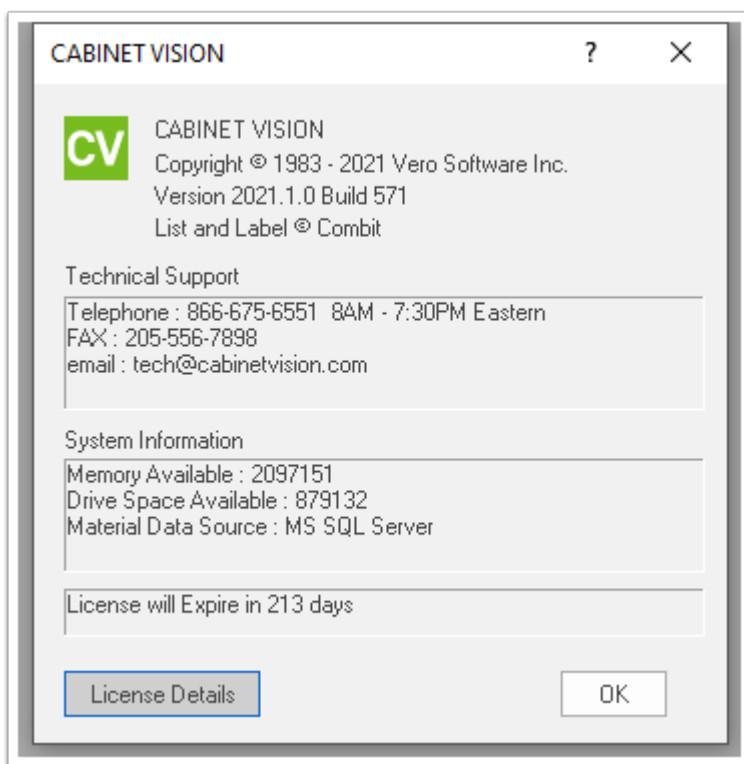 CABINET VISION ?
CV
CABINET VISION
Copyright © 1983 - 2021 Vero Software Inc.
Version 2021.1.0 Build 571
List and Label © Combit
Technical Support
Telephone : 866-675-6551 8AM - 7:30PM Eastern
FAX : 205-556-7898
email : tech@cabinetvision.com
System Information
Memory Available : 2097151
Drive Space Available : 879132
Material Data Source : MS SQL Server
License will Expire in 213 days
License Details OK